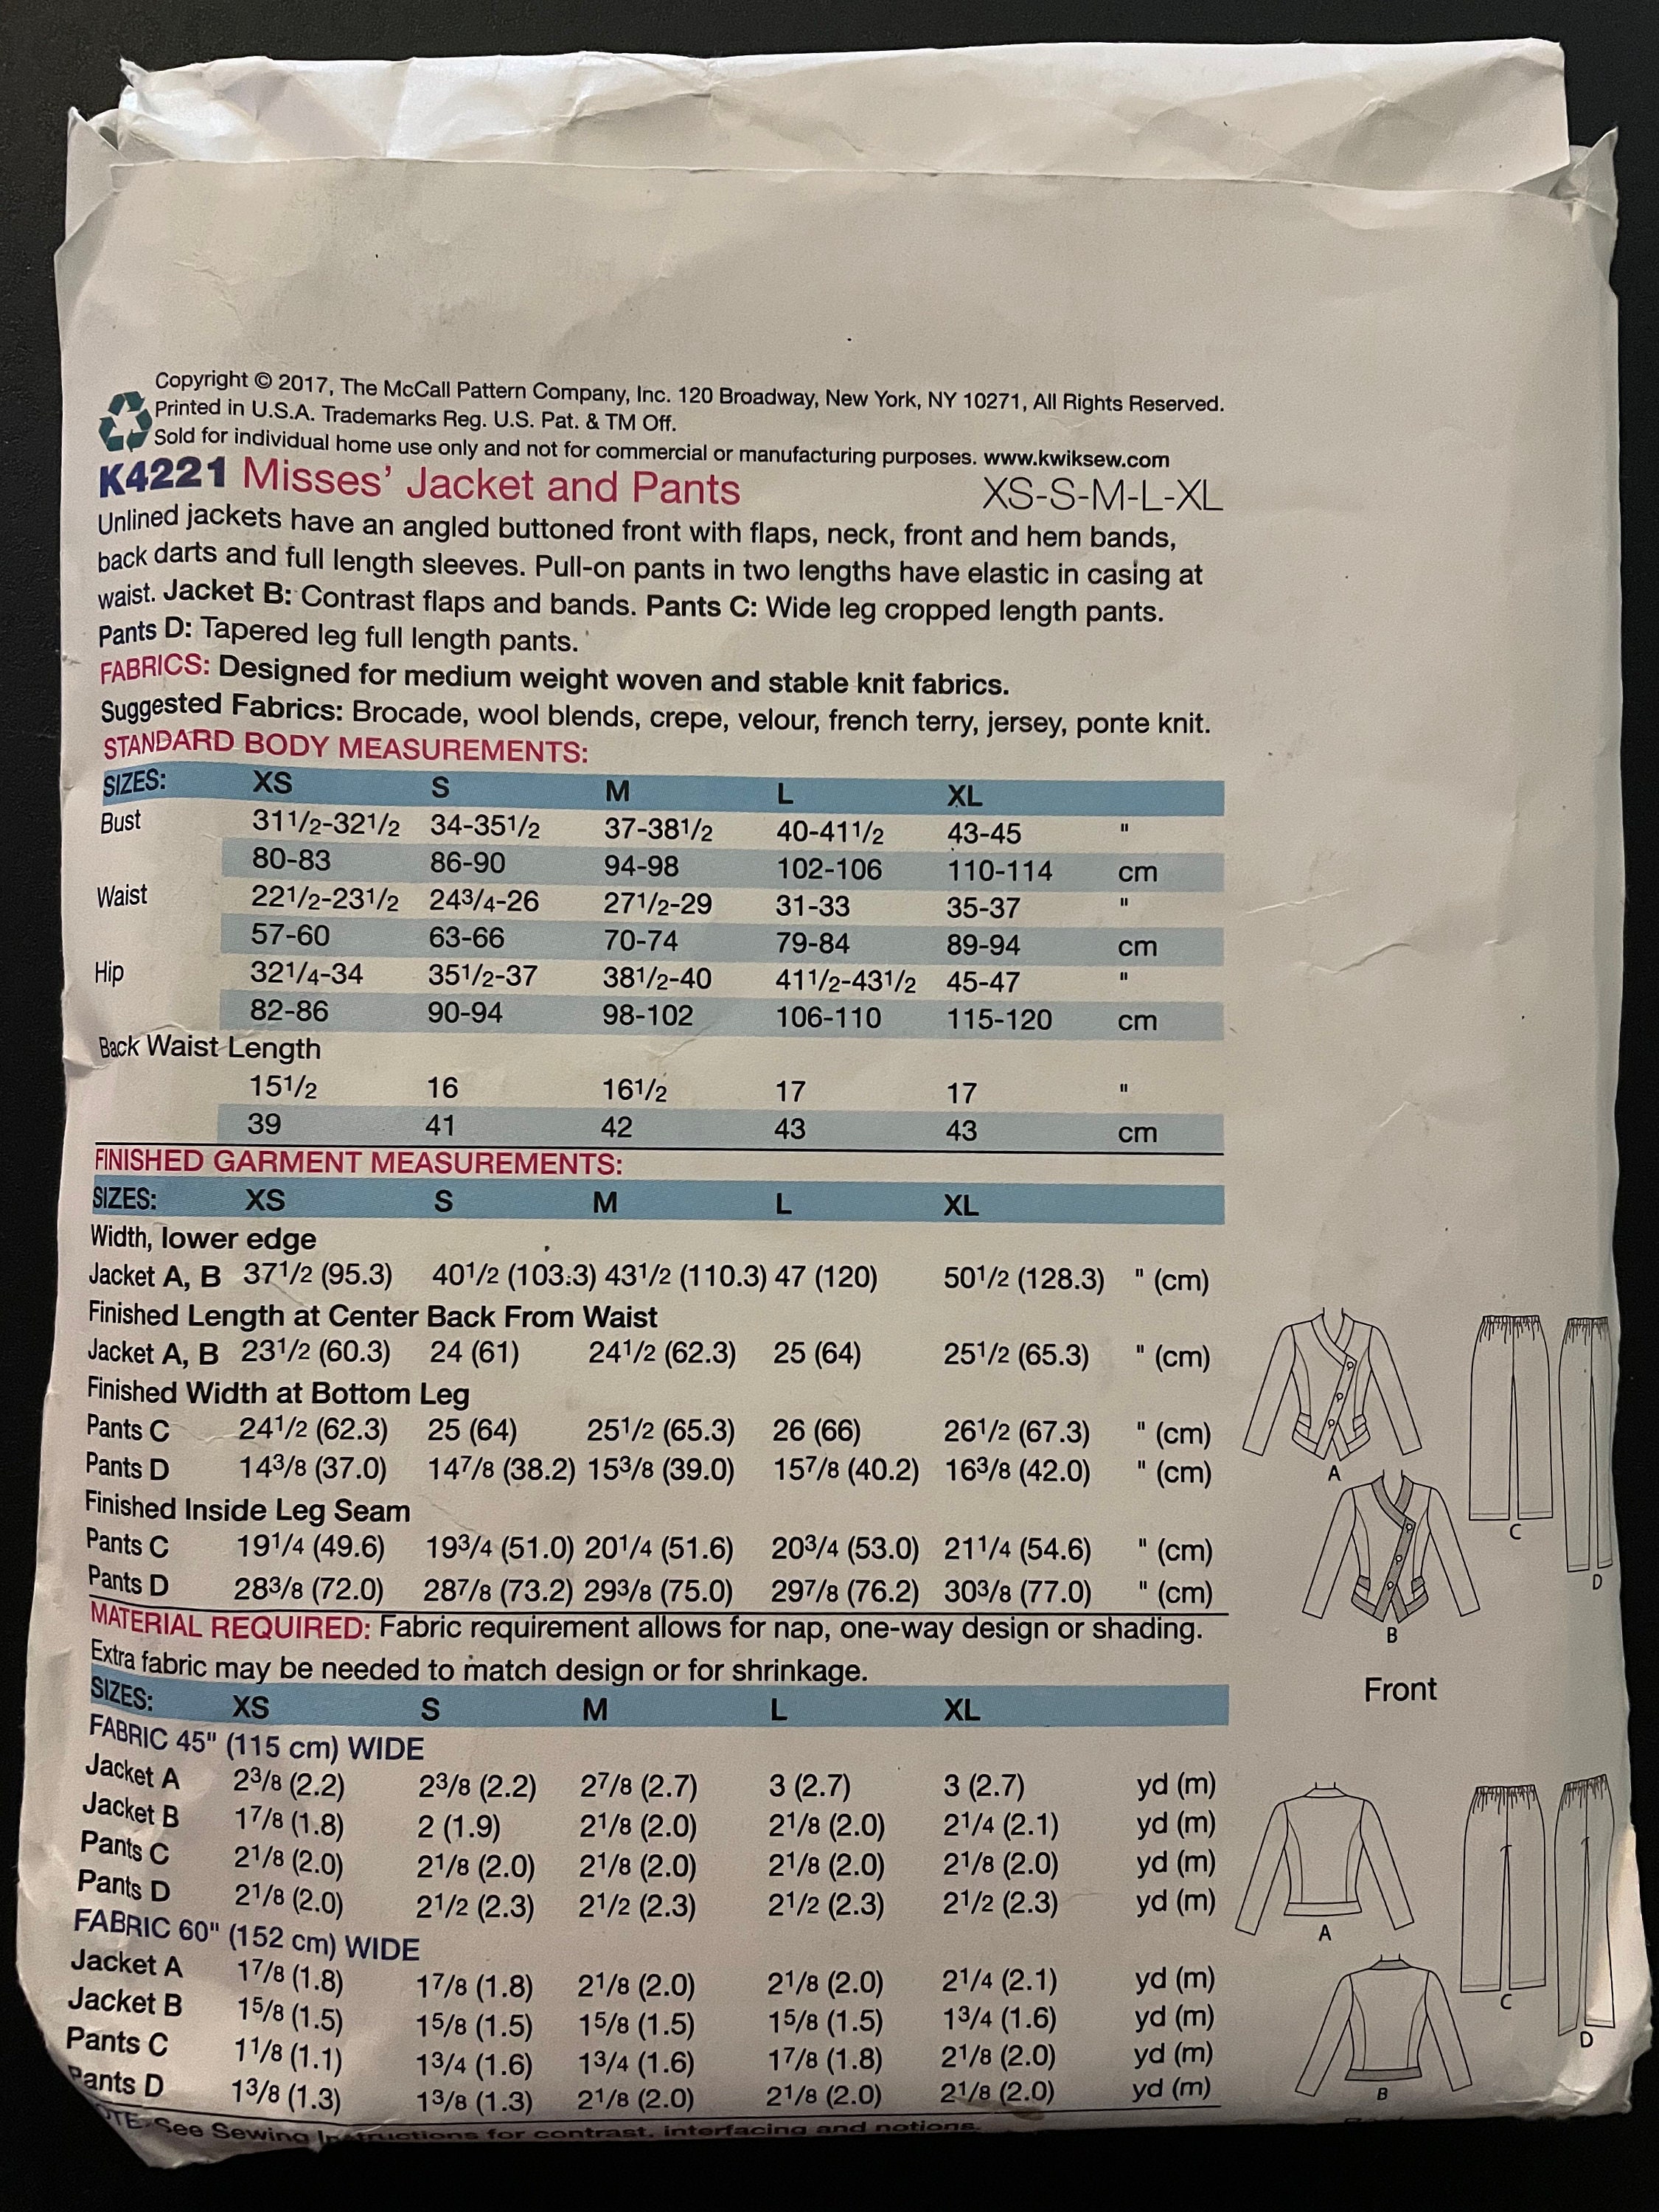 Copyright © 2017, The McCall Pattern Company, Inc. 120 Broadway, New York, NY 10271, All Rights Reserved.
Printed in U.S.A. Trademarks Reg. U.S. Pat. & TM Off.
Sold for individual home use only and not for commercial or manufacturing purposes. www.kwiksew.com
K4221 Misses' Jacket and Pants XS-S-M-L-XL
Unlined jackets have an angled buttoned front with flaps, neck, front and hem bands,
back darts and full length sleeves. Pull-on pants in two lengths have elastic in casing at
waist. Jacket B: Contrast flaps and bands. Pants C: Wide leg cropped length pants.
Pants D: Tapered leg full length pants.
FABRICS: Designed for medium weight woven and stable knit fabrics.
Suggested Fabrics: Brocade, wool blends, crepe, velour, french terry, jersey, ponte knit.
STANDARD BODY MEASUREMENTS:
SIZES: XS S M L XL
Bust 31 1/2-32 1/2 34-35 1/2 37-38 1/2 40-41 1/2 43-45 "
80-83 86-90 94-98 102-106 110-114 cm
Waist 22 1/2-23 1/2 24 3/4-26 27 1/2-29 31-33 35-37 "
57-60 63-66 70-74 79-84 89-94 cm
Hip 32 1/4-34 35 1/2-37 38 1/2-40 41 1/2-43 1/2 45-47 "
82-86 90-94 98-102 106-110 115-120 cm
Back Waist Length
15 1/2 16 16 1/2 17 17 "
39 41 42 43 43 cm
FINISHED GARMENT MEASUREMENTS:
SIZES: XS S M L XL
Width, lower edge
Jacket A, B 37 1/2 (95.3) 40 1/2 (103.3) 43 1/2 (110.3) 47 (120) 50 1/2 (128.3) " (cm)
Finished Length at Center Back From Waist
Jacket A, B 23 1/2 (60.3) 24 (61) 24 1/2 (62.3) 25 (64) 25 1/2 (65.3) " (cm)
Finished Width at Bottom Leg
Pants C 24 1/2 (62.3) 25 (64) 25 1/2 (65.3) 26 (66) 26 1/2 (67.3) " (cm)
Pants D 14 3/8 (37.0) 14 7/8 (38.2) 15 3/8 (39.0) 15 7/8 (40.2) 16 3/8 (42.0) " (cm)
Finished Inside Leg Seam
Pants C 19 1/4 (49.6) 19 3/4 (51.0) 20 1/4 (51.6) 20 3/4 (53.0) 21 1/4 (54.6) " (cm)
Pants D 28 3/8 (72.0) 28 7/8 (73.2) 29 3/8 (75.0) 29 7/8 (76.2) 30 3/8 (77.0) " (cm)
MATERIAL REQUIRED: Fabric requirement allows for nap, one-way design or shading.
Extra fabric may be needed to match design or for shrinkage.
SIZES: XS S M L XL
FABRIC 45" (115 cm) WIDE
Jacket A 2 3/8 (2.2) 2 3/8 (2.2) 2 7/8 (2.7) 3 (2.7) 3 (2.7) yd (m)
Jacket B 1 7/8 (1.8) 2 (1.9) 2 1/8 (2.0) 2 1/8 (2.0) 2 1/4 (2.1) yd (m)
Pants C 2 1/8 (2.0) 2 1/8 (2.0) 2 1/8 (2.0) 2 1/8 (2.0) 2 1/8 (2.0) yd (m)
Pants D 2 1/8 (2.0) 2 1/2 (2.3) 2 1/2 (2.3) 2 1/2 (2.3) 2 1/2 (2.3) yd (m)
FABRIC 60" (152 cm) WIDE
Jacket A 1 7/8 (1.8) 1 7/8 (1.8) 2 1/8 (2.0) 2 1/8 (2.0) 2 1/4 (2.1) yd (m)
Jacket B 1 5/8 (1.5) 1 5/8 (1.5) 1 5/8 (1.5) 1 5/8 (1.5) 1 3/4 (1.6) yd (m)
Pants C 1 1/8 (1.1) 1 3/4 (1.6) 1 3/4 (1.6) 1 7/8 (1.8) 2 1/8 (2.0) yd (m)
Pants D 1 3/8 (1.3) 1 3/8 (1.3) 2 1/8 (2.0) 2 1/8 (2.0) 2 1/8 (2.0) yd (m)
See Sewing Instructions for contrast, interfacing and notions.
A
C
D
B
Front
A
C
D
B